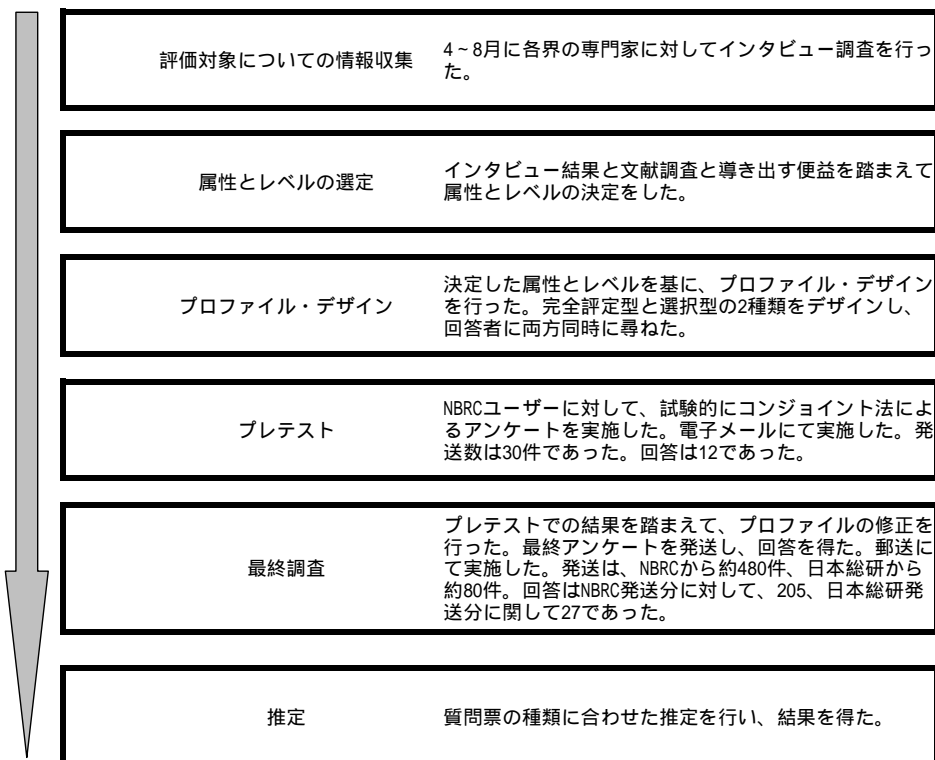 評価対象についての情報収集
4~8月に各界の専門家に対してインタビュー調査を行っ
た。
属性とレベルの選定
インタビュー結果と文献調査と導き出す便益を踏まえて
属性とレベルの決定をした。
プロファイル・デザイン
決定した属性とレベルを基に、プロファイル・デザイン
を行った。完全評定型と選択型の2種類をデザインし、
回答者に両方同時に尋ねた。
プレテスト
NBRCユーザーに対して、試験的にコンジョイント法によ
るアンケートを実施した。電子メールにて実施した。発
送数は30件であった。回答は12であった。
最終調査
プレテストでの結果を踏まえて、プロファイルの修正を
行った。最終アンケートを発送し、回答を得た。郵送に
て実施した。発送は、NBRCから約480件、日本総研から
約80件。回答はNBRC発送分に対して、205、日本総研発
送分に関して27であった。
推定
質問票の種類に合わせた推定を行い、結果を得た。